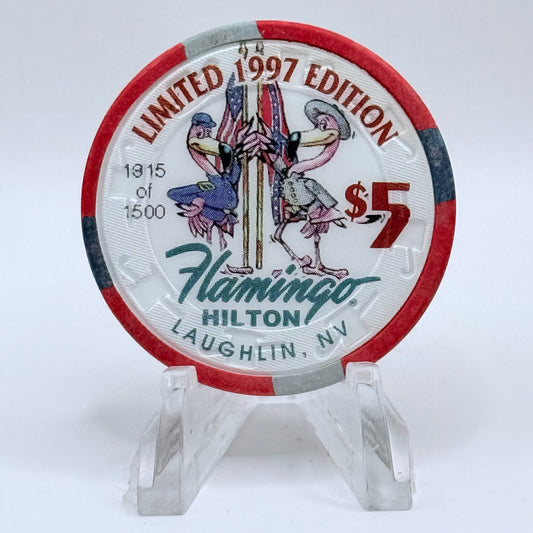 LIMITED 1997 EDITION
1315
of
1500
$5
Flamingo®
HILTON
LAUGHLIN, NV